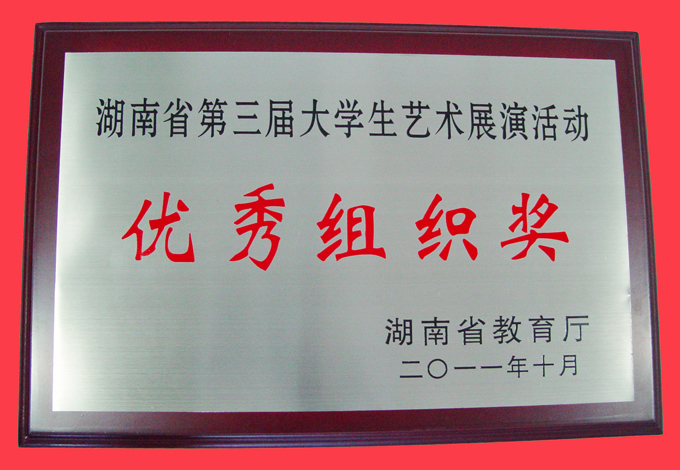 湖南省第三届大学生艺术展演活动
优秀组织奖
湖南省教育厅
二〇一一年十月